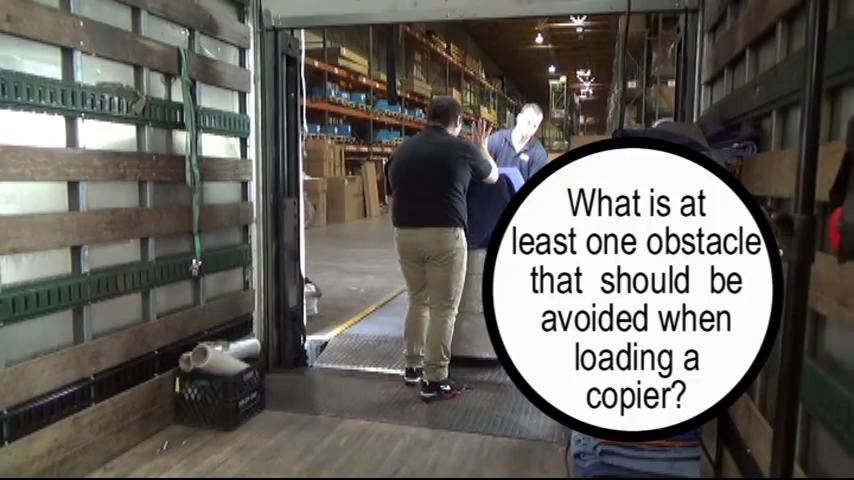 What is at
least one obstacle
that should be
avoided when
loading a
copier?